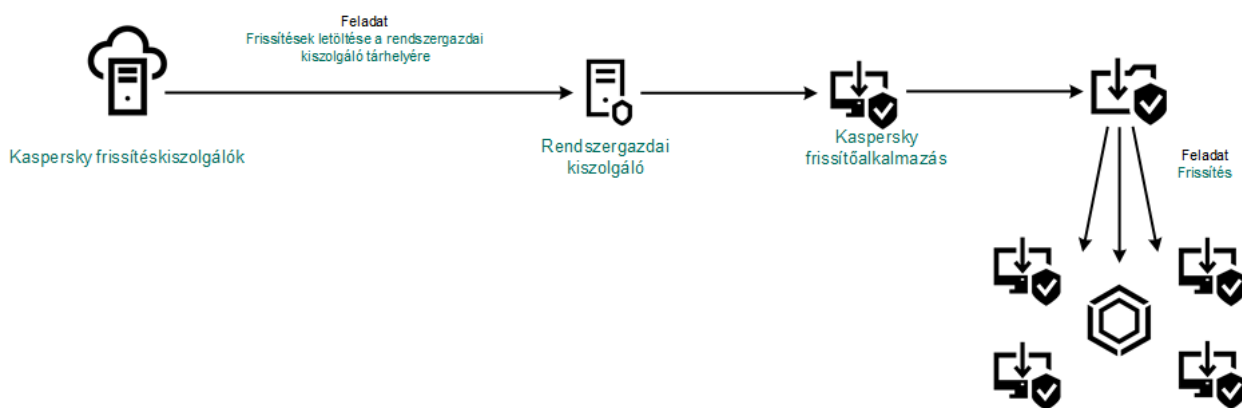 Feladat
Frissítések letöltése a rendszergazdai
kiszolgáló tárhelyére
Kaspersky frissítéskiszolgálók
Rendszergazdai
kiszolgáló
Kaspersky
frissítőalkalmazás
Feladat
Frissítés